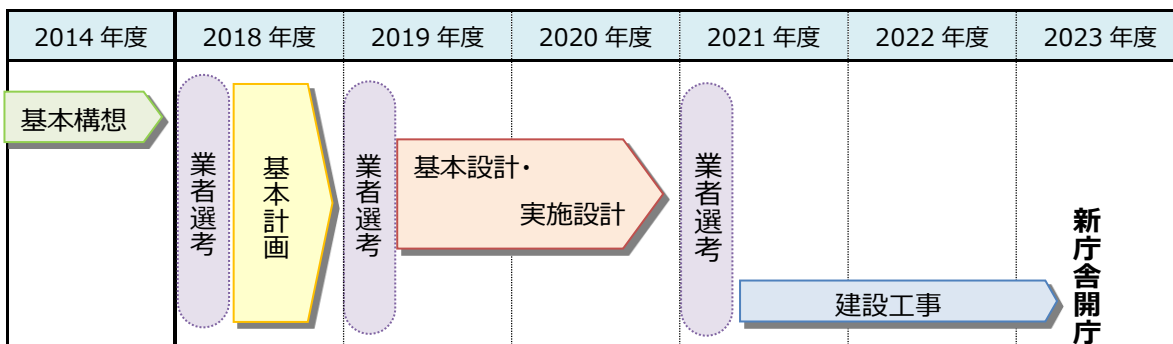 2014 年度
2018 年度
2019 年度
2020 年度
2021 年度
2022 年度
2023 年度
基本構想
業者選考
基本計画
業者選考
基本設計・
実施設計
業者選考
建設工事
新庁舎開庁